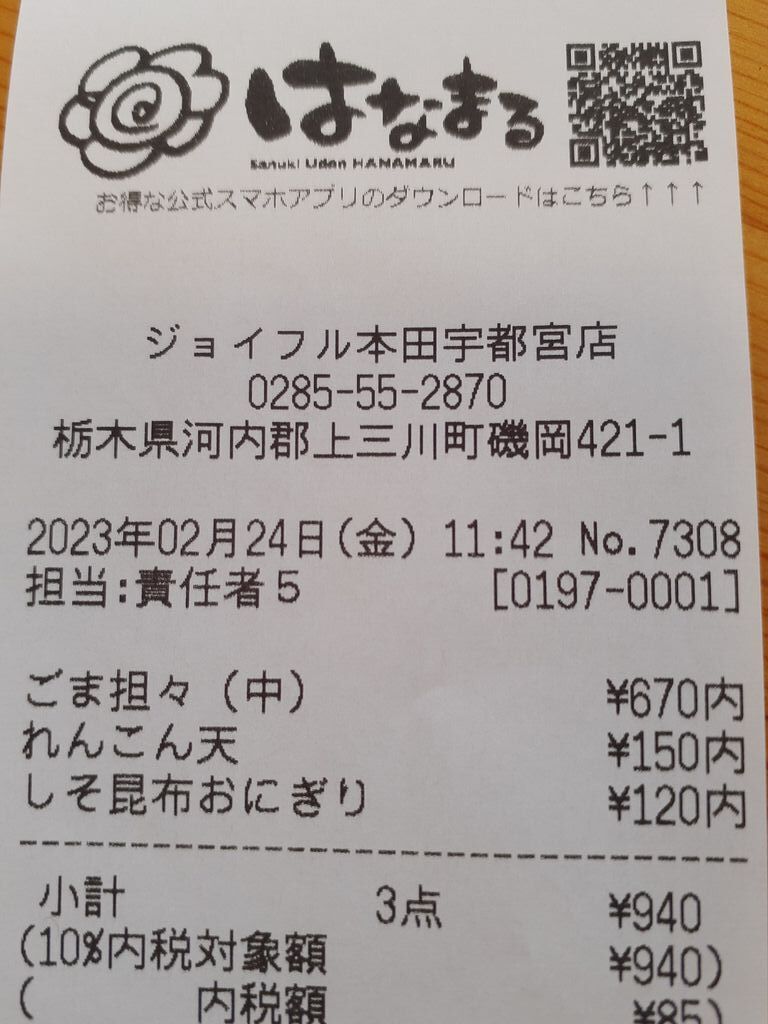 はなまる
Sanuki Udon HANAMARU
お得な公式スマホアプリのダウンロードはこちら↑↑↑
ジョイフル本田宇都宮店
0285-55-2870
栃木県河内郡上三川町磯岡421-1
2023年02月24日(金) 11:42 No.7308
担当:責任者5 [0197-0001]
ごま担々(中) ¥670内
れんこん天 ¥150内
しそ昆布おにぎり ¥120内
小計 3点 ¥940
(10%内税対象額 ¥940)
( 内税額 ¥85)